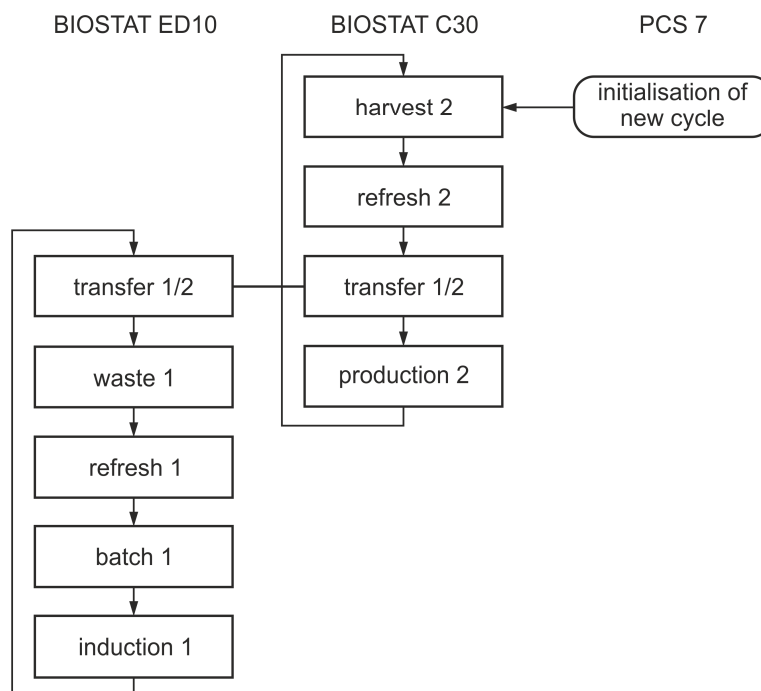 BIOSTAT ED10
BIOSTAT C30
PCS 7
harvest 2
initialisation of
new cycle
refresh 2
transfer 1/2
transfer 1/2
waste 1
production 2
refresh 1
batch 1
induction 1